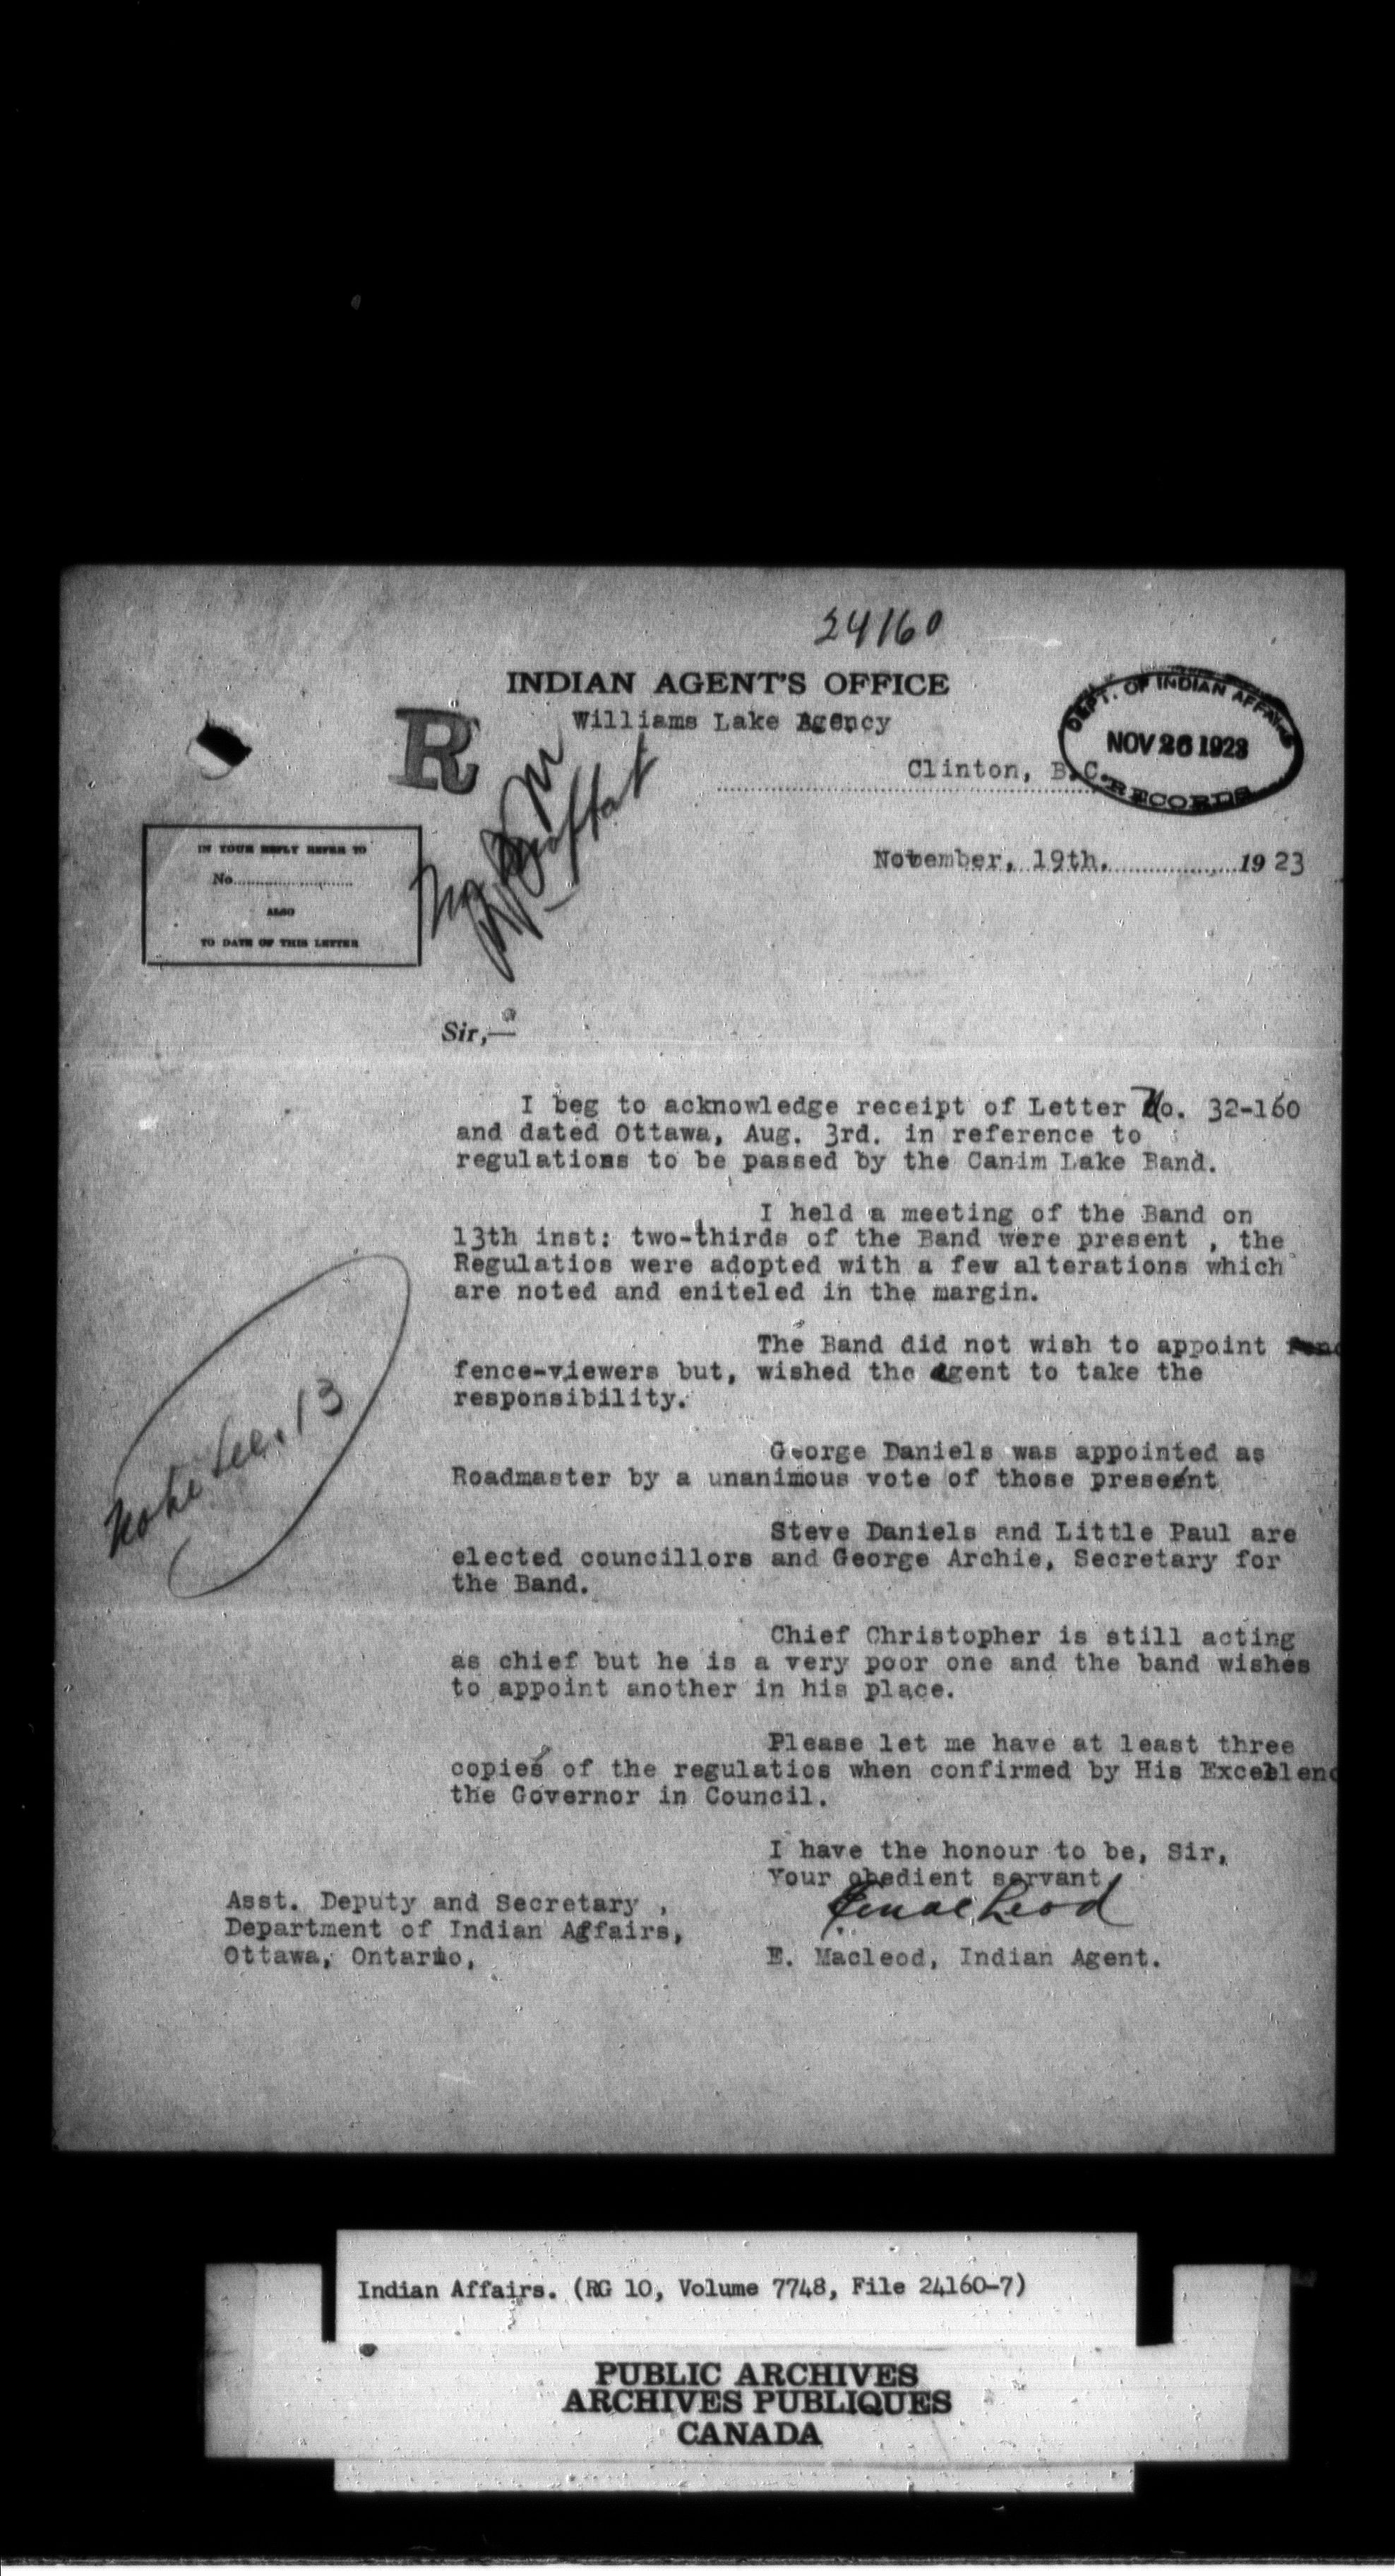 24160
INDIAN AGENT'S OFFICE
Williams Lake Agency
R
DEPT. OF INDIAN AFFAIRS
NOV 26 1923
RECORDS
Clinton, B.C.
November, 19th. 1923
IN YOUR REPLY REFER TO
No.
ALSO
TO DATE OF THIS LETTER
Moffat
Sir,—
I beg to acknowledge receipt of Letter No. 32-160
and dated Ottawa, Aug. 3rd. in reference to
regulations to be passed by the Canim Lake Band.
I held a meeting of the Band on
13th inst: two-thirds of the Band were present , the
Regulatios were adopted with a few alterations which
are noted and eniteled in the margin.
The Band did not wish to appoint
fence-viewers but, wished the agent to take the
responsibility.
Note Sec. 13
George Daniels was appointed as
Roadmaster by a unanimous vote of those present
Steve Daniels and Little Paul are
elected councillors and George Archie, Secretary for
the Band.
Chief Christopher is still acting
as chief but he is a very poor one and the band wishes
to appoint another in his place.
Please let me have at least three
copies of the regulatios when confirmed by His Excellenc
the Governor in Council.
I have the honour to be, Sir,
Your obedient servant,
EMacLeod
Asst. Deputy and Secretary ,
Department of Indian Affairs,
Ottawa, Ontario,
E. Macleod, Indian Agent.
Indian Affairs. (RG 10, Volume 7748, File 24160-7)
PUBLIC ARCHIVES
ARCHIVES PUBLIQUES
CANADA